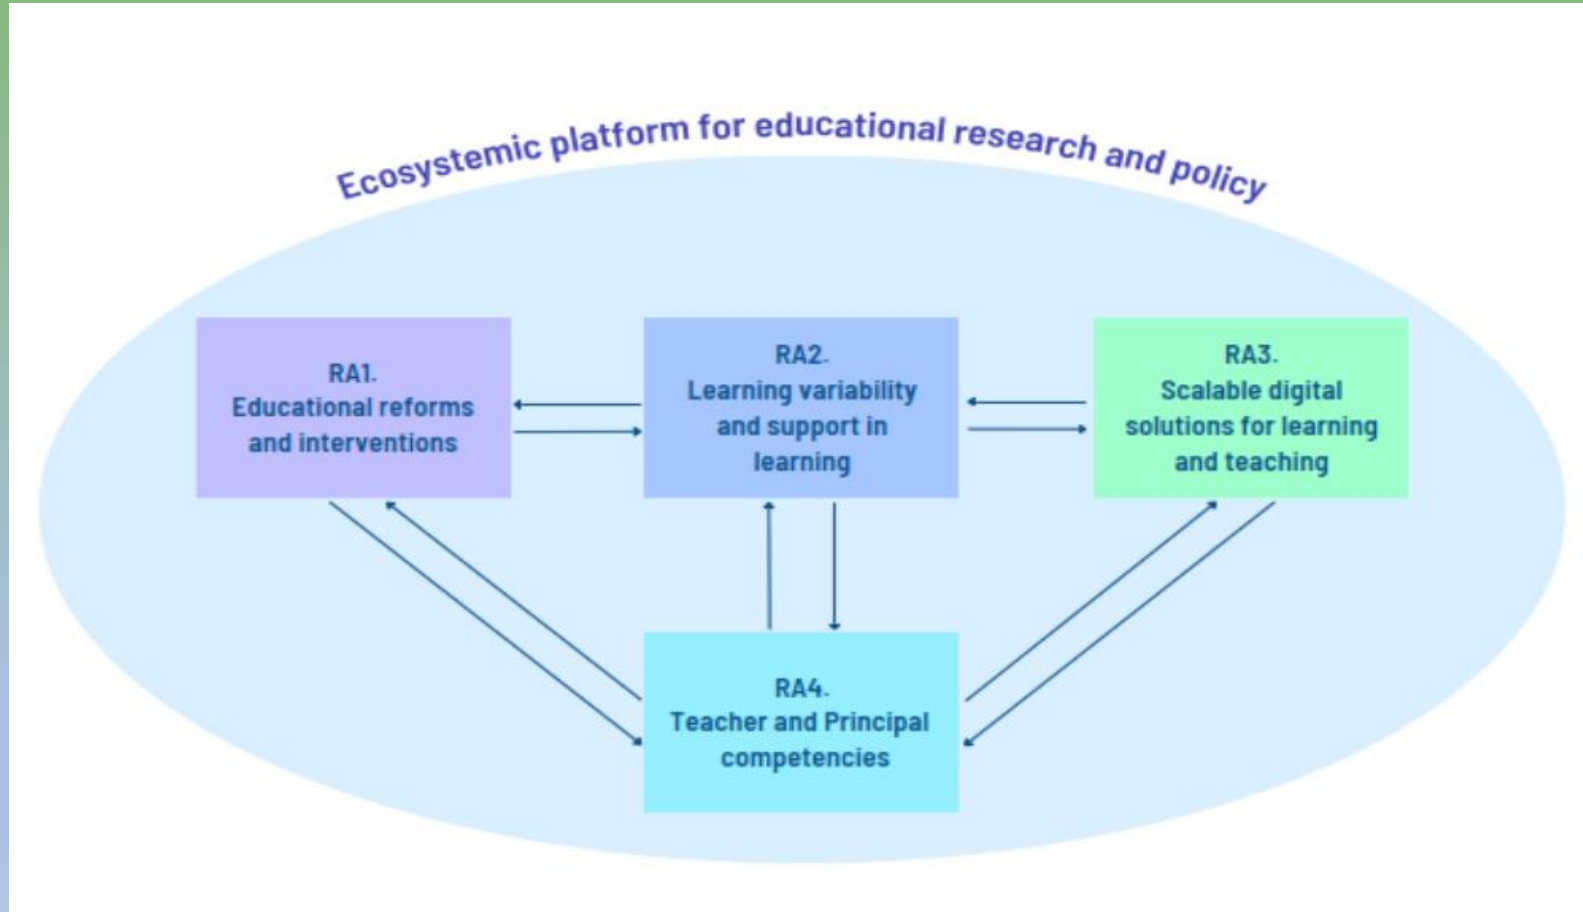 Ecosystemic platform for educational research and policy
RA1.
Educational reforms
and interventions
RA2.
Learning variability
and support in
learning
RA3.
Scalable digital
solutions for learning
and teaching
RA4.
Teacher and Principal
competencies